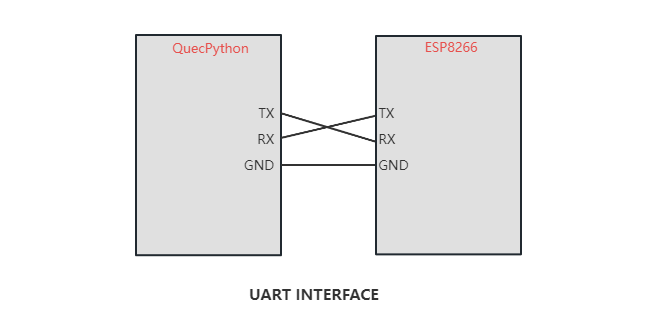 QuecPython
ESP8266
TX
TX
RX
RX
GND
GND
UART INTERFACE